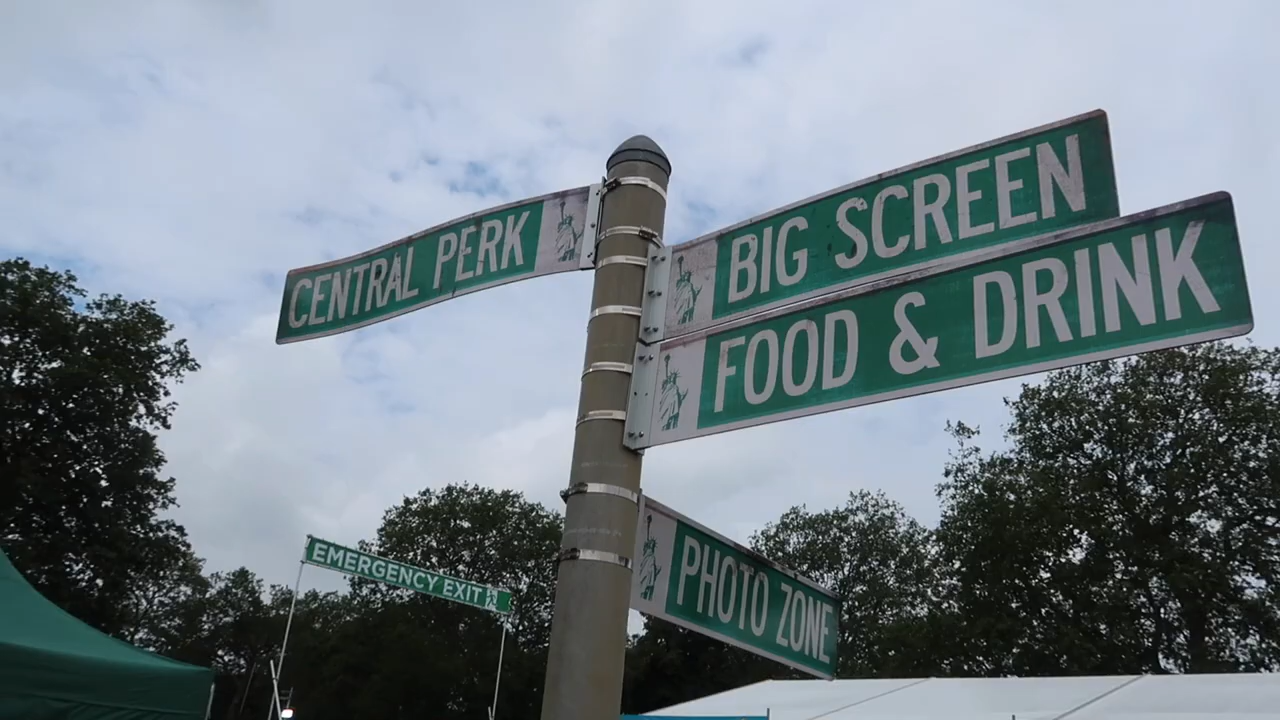 CENTRAL PERK
BIG SCREEN
FOOD & DRINK
PHOTO ZONE
EMERGENCY EXIT